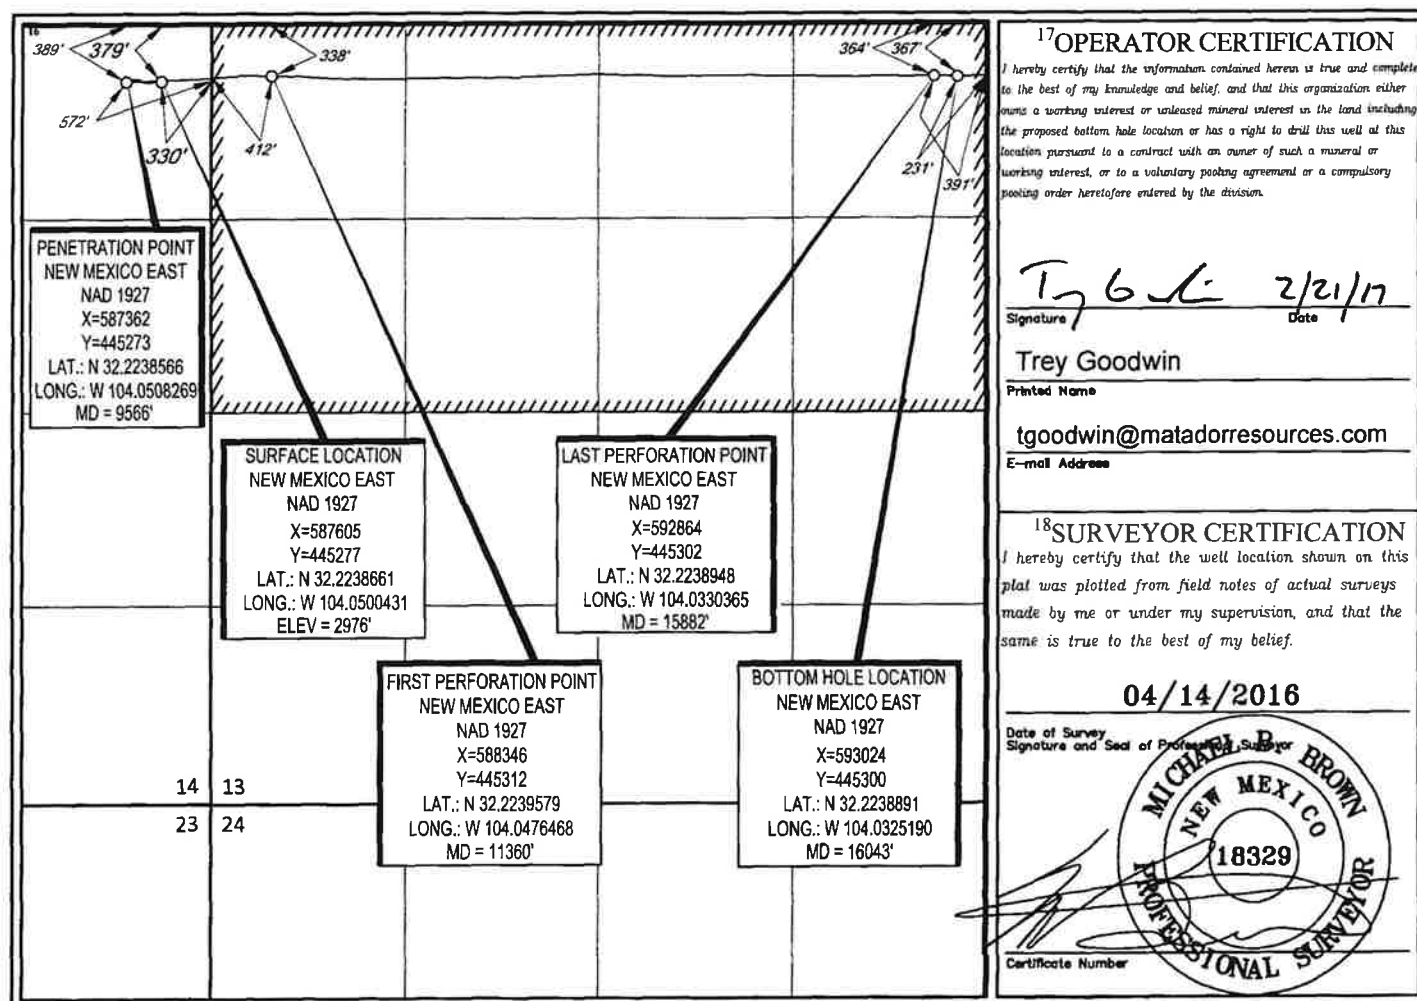 16
389'
379'
338'
364'
367'
572'
330'
412'
231'
391'
PENETRATION POINT
NEW MEXICO EAST
NAD 1927
X=587362
Y=445273
LAT.: N 32.2238566
LONG.: W 104.0508269
MD = 9566'
SURFACE LOCATION
NEW MEXICO EAST
NAD 1927
X=587605
Y=445277
LAT.: N 32.2238661
LONG.: W 104.0500431
ELEV = 2976'
LAST PERFORATION POINT
NEW MEXICO EAST
NAD 1927
X=592864
Y=445302
LAT.: N 32.2238948
LONG.: W 104.0330365
MD = 15882'
FIRST PERFORATION POINT
NEW MEXICO EAST
NAD 1927
X=588346
Y=445312
LAT.: N 32.2239579
LONG.: W 104.0476468
MD = 11360'
BOTTOM HOLE LOCATION
NEW MEXICO EAST
NAD 1927
X=593024
Y=445300
LAT.: N 32.2238891
LONG.: W 104.0325190
MD = 16043'
14 13
23 24
17 OPERATOR CERTIFICATION
I hereby certify that the information contained herein is true and complete
to the best of my knowledge and belief, and that this organization either
owns a working interest or unleased mineral interest in the land including
the proposed bottom hole location or has a right to drill this well at this
location pursuant to a contract with an owner of such a mineral or
working interest, or to a voluntary pooling agreement or a compulsory
pooling order heretofore entered by the division.
2/21/17
Signature Date
Trey Goodwin
Printed Name
tgoodwin@matadorresources.com
E-mail Address
18 SURVEYOR CERTIFICATION
I hereby certify that the well location shown on this
plat was plotted from field notes of actual surveys
made by me or under my supervision, and that the
same is true to the best of my belief.
04/14/2016
Date of Survey
Signature and Seal of Professional Surveyor
MICHAEL B. BROWN
NEW MEXICO
18329
PROFESSIONAL SURVEYOR
Certificate Number